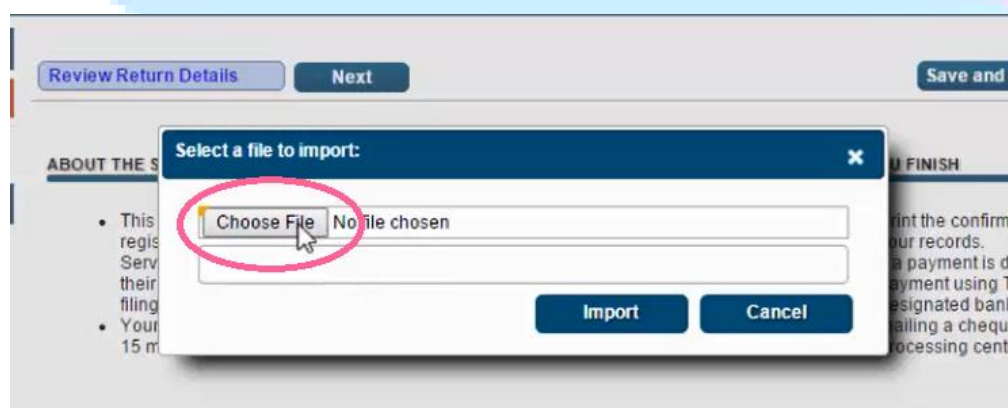 Review Return Details Next Save and
Select a file to import:
ABOUT THE U FINISH
Choose File No file chosen
This rint the confirm
regis our records.
Serv a payment is d
their ayment using
filing esignated ban
Import Cancel
Your ailing a chequ
15 m rocessing cent